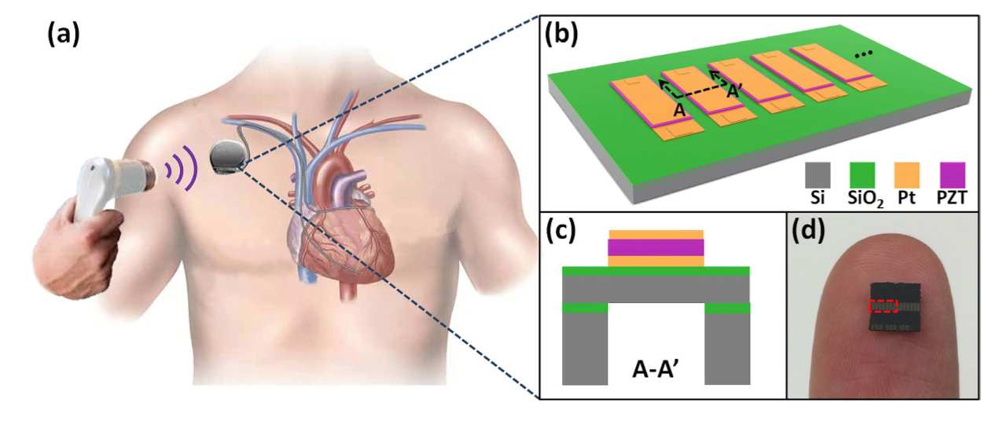 (a)
(b)
...
A
A'
Si
SiO2
Pt
PZT
(c)
A-A’
(d)